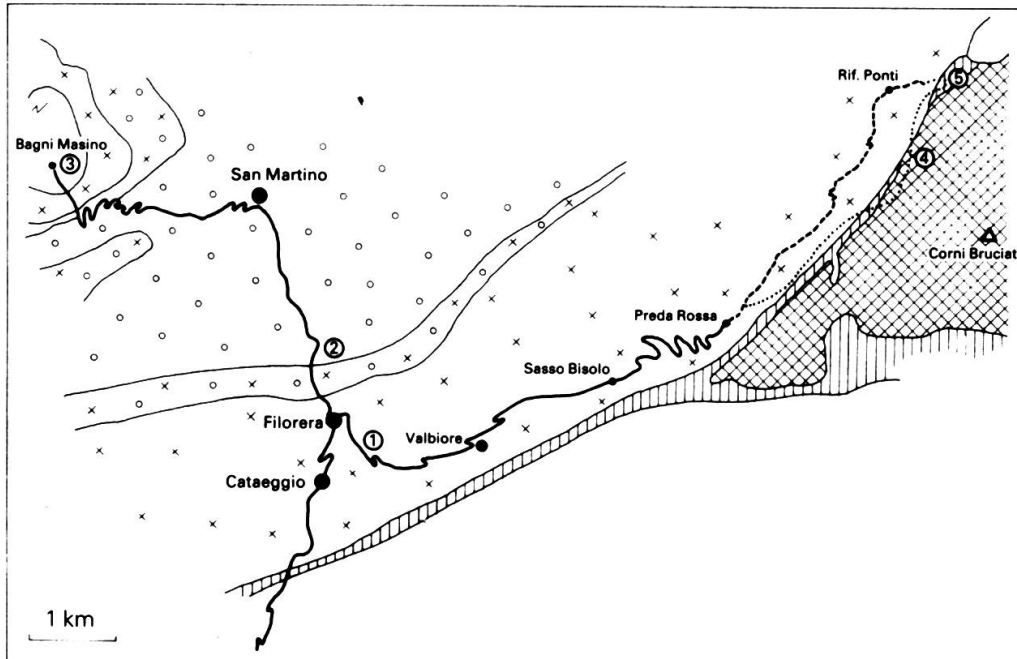 Rif. Ponti
⑤
Bagni Masino
③
④
San Martino
Corni Bruciat
Preda Rossa
②
Sasso Bisolo
Filorera
①
Valbiore
Cataeggio
1 km